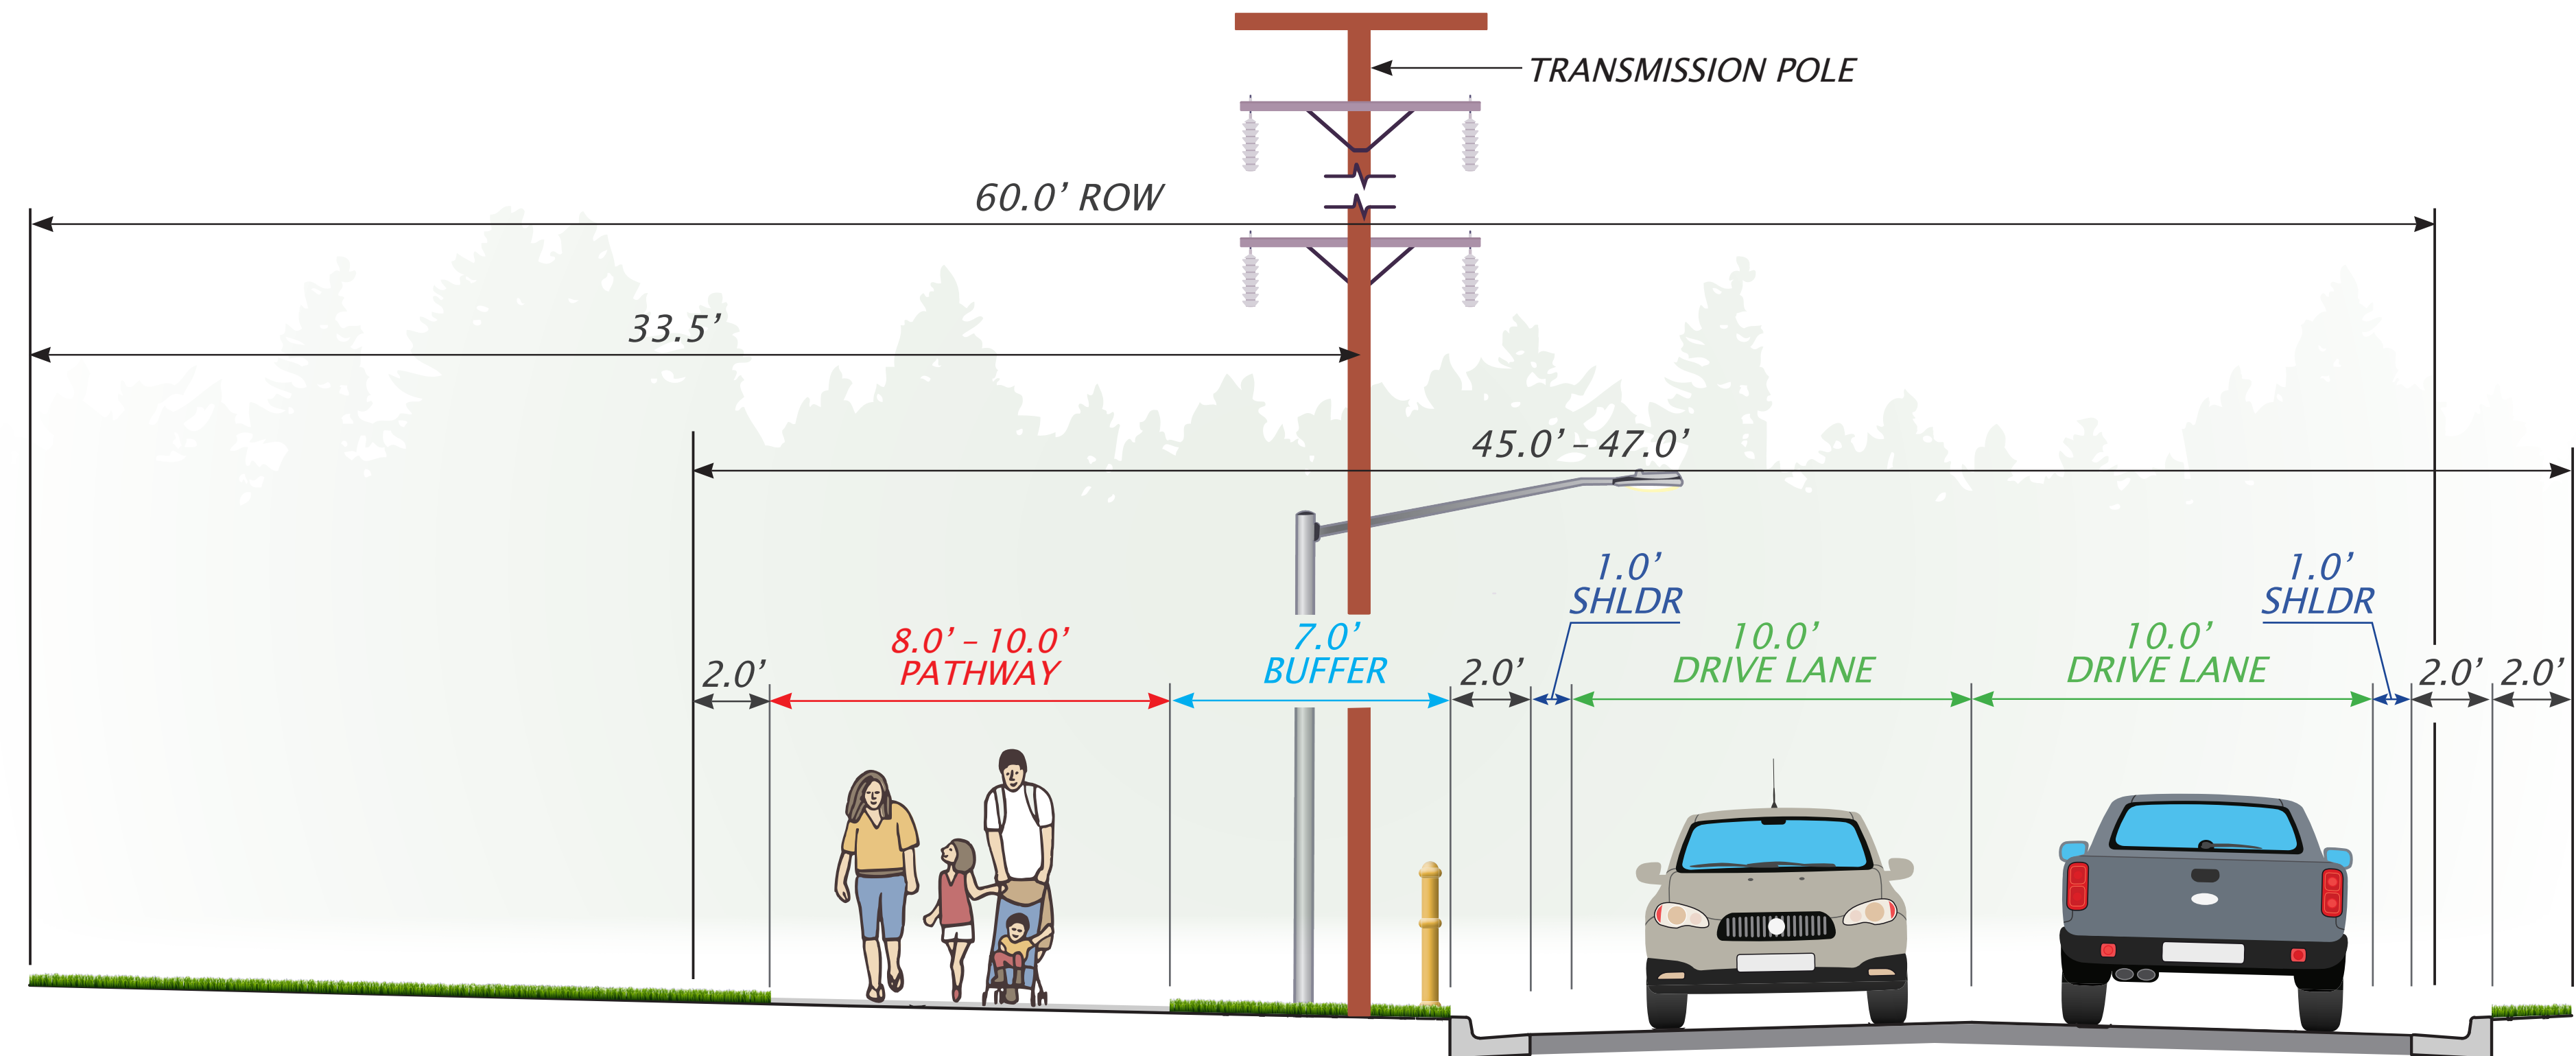 TRANSMISSION POLE
60.0’ ROW
33.5’
45.0’ – 47.0’
2.0’
8.0’ – 10.0’
PATHWAY
7.0’
BUFFER
2.0’
1.0’
SHLDR
10.0’
DRIVE LANE
10.0’
DRIVE LANE
1.0’
SHLDR
2.0’
2.0’